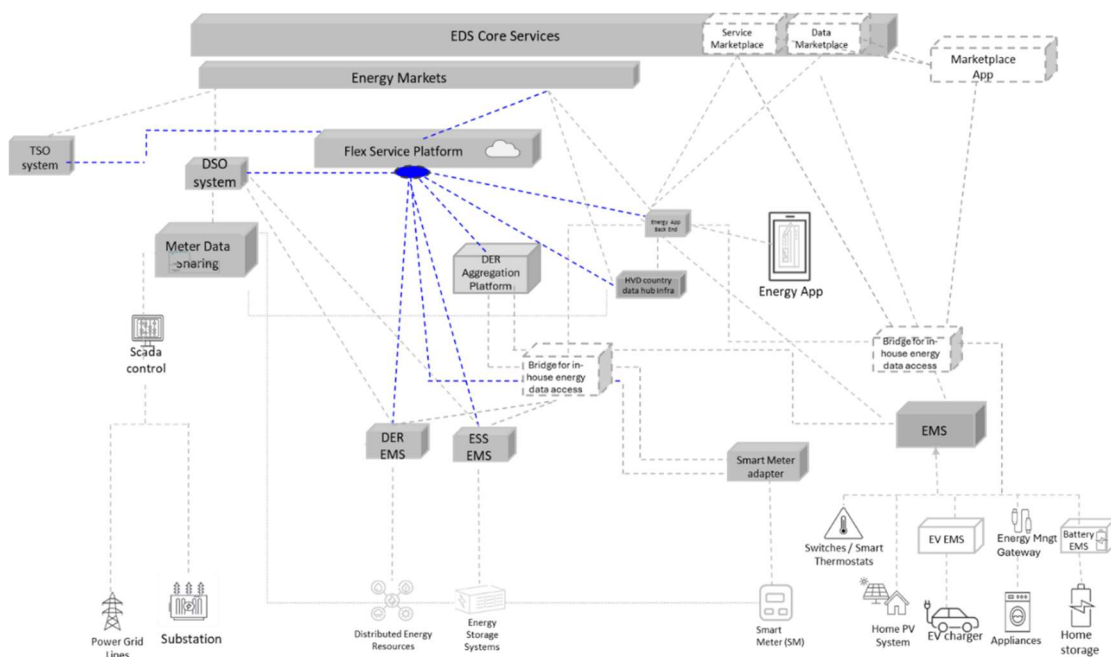 EDS Core Services
Service
Marketplace
Data
Marketplace
Marketplace
App
Energy Markets
TSO
system
Flex Service Platform
DSO
system
Meter Data
Sharing
Energy App
Back End
DER
Aggregation
Platform
HVD country
data hub infra
Energy App
Scada
control
Bridge for in-
house energy
data access
Bridge for in-
house energy
data access
DER
EMS
ESS
EMS
EMS
Smart Meter
adapter
Switches / Smart
Thermostats
EV EMS
Energy Mngt
Gateway
Battery
EMS
Power Grid
Lines
Substation
Distributed Energy
Resources
Energy
Storage
Systems
Smart
Meter (SM)
Home PV
System
EV charger
Appliances
Home
storage